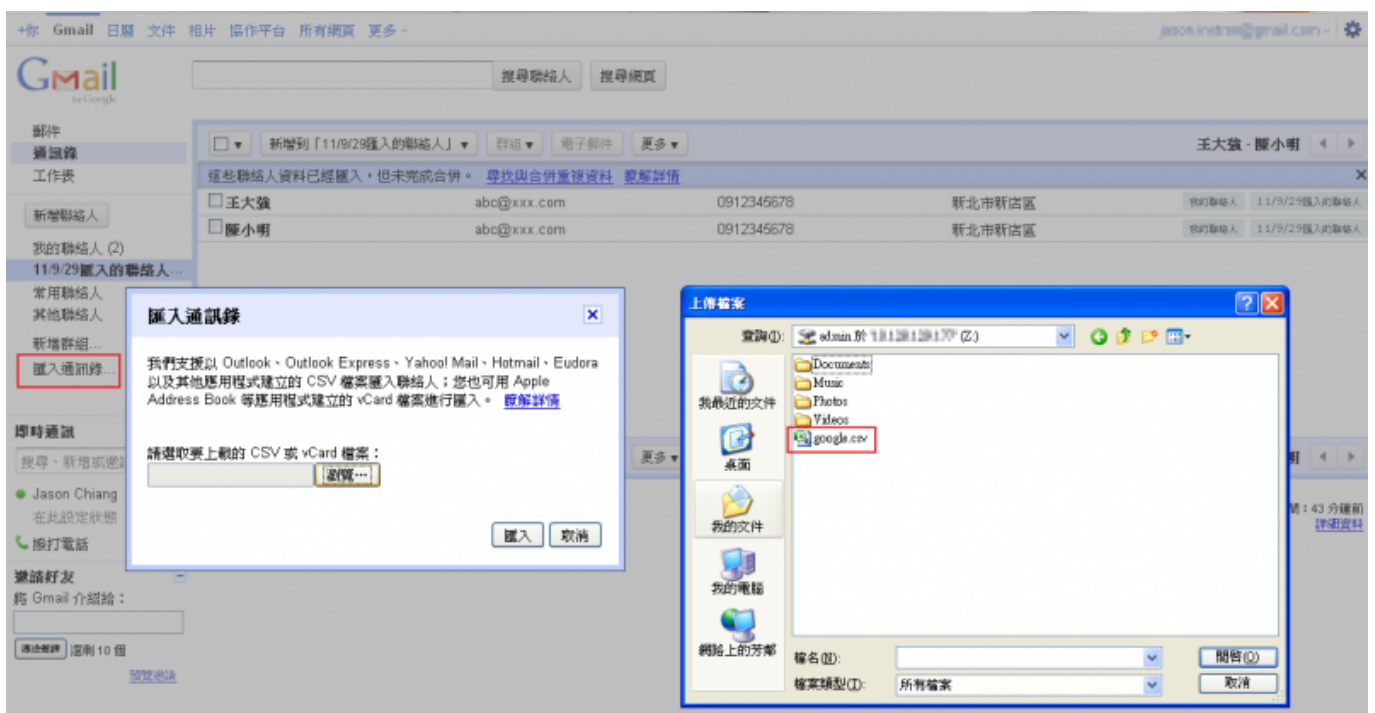 +你 Gmail 日曆 文件 相片 協作平台 所有網頁 更多
Gmail
by Google
搜尋聯絡人 搜尋網頁
郵件
通訊錄
工作表
新增聯絡人
我的聯絡人 (2)
11/9/29匯入的聯絡人...
常用聯絡人
其他聯絡人
新增群組...
匯入通訊錄...
新增到「11/9/29匯入的聯絡人」 群組 電子郵件 更多
王大強 - 陳小明
這些聯絡人資料已經匯入,但未完成合併。 尋找與合併重複資料 瞭解詳情
王大強 abc@xxx.com 0912345678 新北市新店區 我的聯絡人 11/9/29匯入的聯絡人
陳小明 abc@xxx.com 0912345678 新北市新店區 我的聯絡人 11/9/29匯入的聯絡人
即時通訊
搜尋、新增或邀
Jason Chiang
在此設定狀態
撥打電話
邀請好友
將 Gmail 介紹給:
還剩 10 個
預覽邀請
匯入通訊錄
我們支援以 Outlook、Outlook Express、Yahoo! Mail、Hotmail、Eudora
以及其他應用程式建立的 CSV 檔案匯入聯絡人;您也可用 Apple
Address Book 等應用程式建立的 vCard 檔案進行匯入。 瞭解詳情
請選取要上載的 CSV 或 vCard 檔案:
瀏覽...
匯入 取消
更多
明
間:43 分鐘前
詳細資料
上傳檔案
查詢(I): admin 於 (Z:)
我最近的文件
桌面
我的文件
我的電腦
網路上的芳鄰
Documents
Music
Photos
Videos
google.csv
檔名(N): 開啟(O)
檔案類型(T): 所有檔案 取消